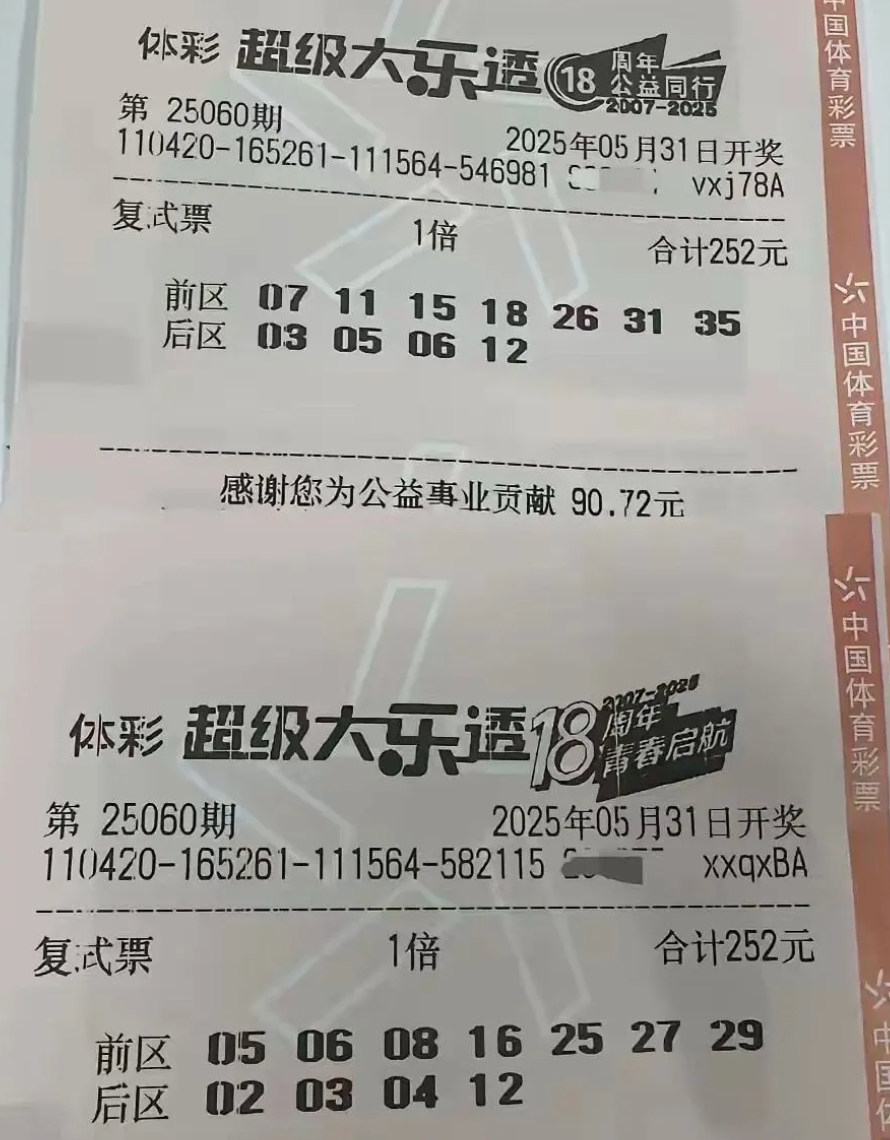 体彩 超级大乐透 18 周年 公益同行 2007-2025
第 25060期 2025年05月31日开奖
110420-165261-111564-546981 vxj78A
复式票 1倍 合计252元
前区 07 11 15 18 26 31 35
后区 03 05 06 12
感谢您为公益事业贡献 90.72元
体彩 超级大乐透 18 周年 青春启航 2007-2025
第 25060期 2025年05月31日开奖
110420-165261-111564-582115 xxqxBA
复式票 1倍 合计252元
前区 05 06 08 16 25 27 29
后区 02 03 04 12
中国体育彩票
中国体育彩票
中国体育彩票
中国体